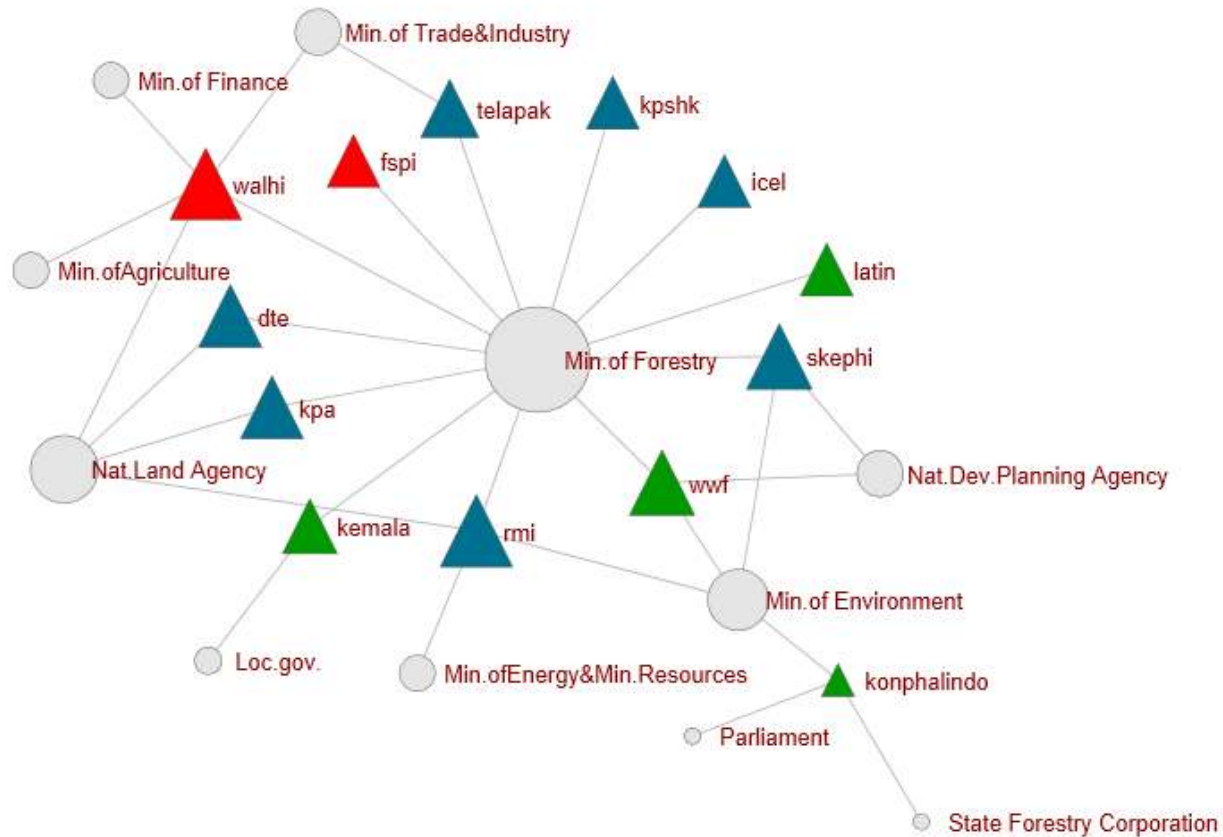 Min.of Trade&Industry
Min.of Finance
telapak
kpshk
fspi
walhi
icel
Min.ofAgriculture
latin
dte
Min.of Forestry
skephi
kpa
Nat.Land Agency
wwf
Nat.Dev.Planning Agency
kemala
rmi
Min.of Environment
Loc.gov.
Min.ofEnergy&Min.Resources
konphalindo
Parliament
State Forestry Corporation